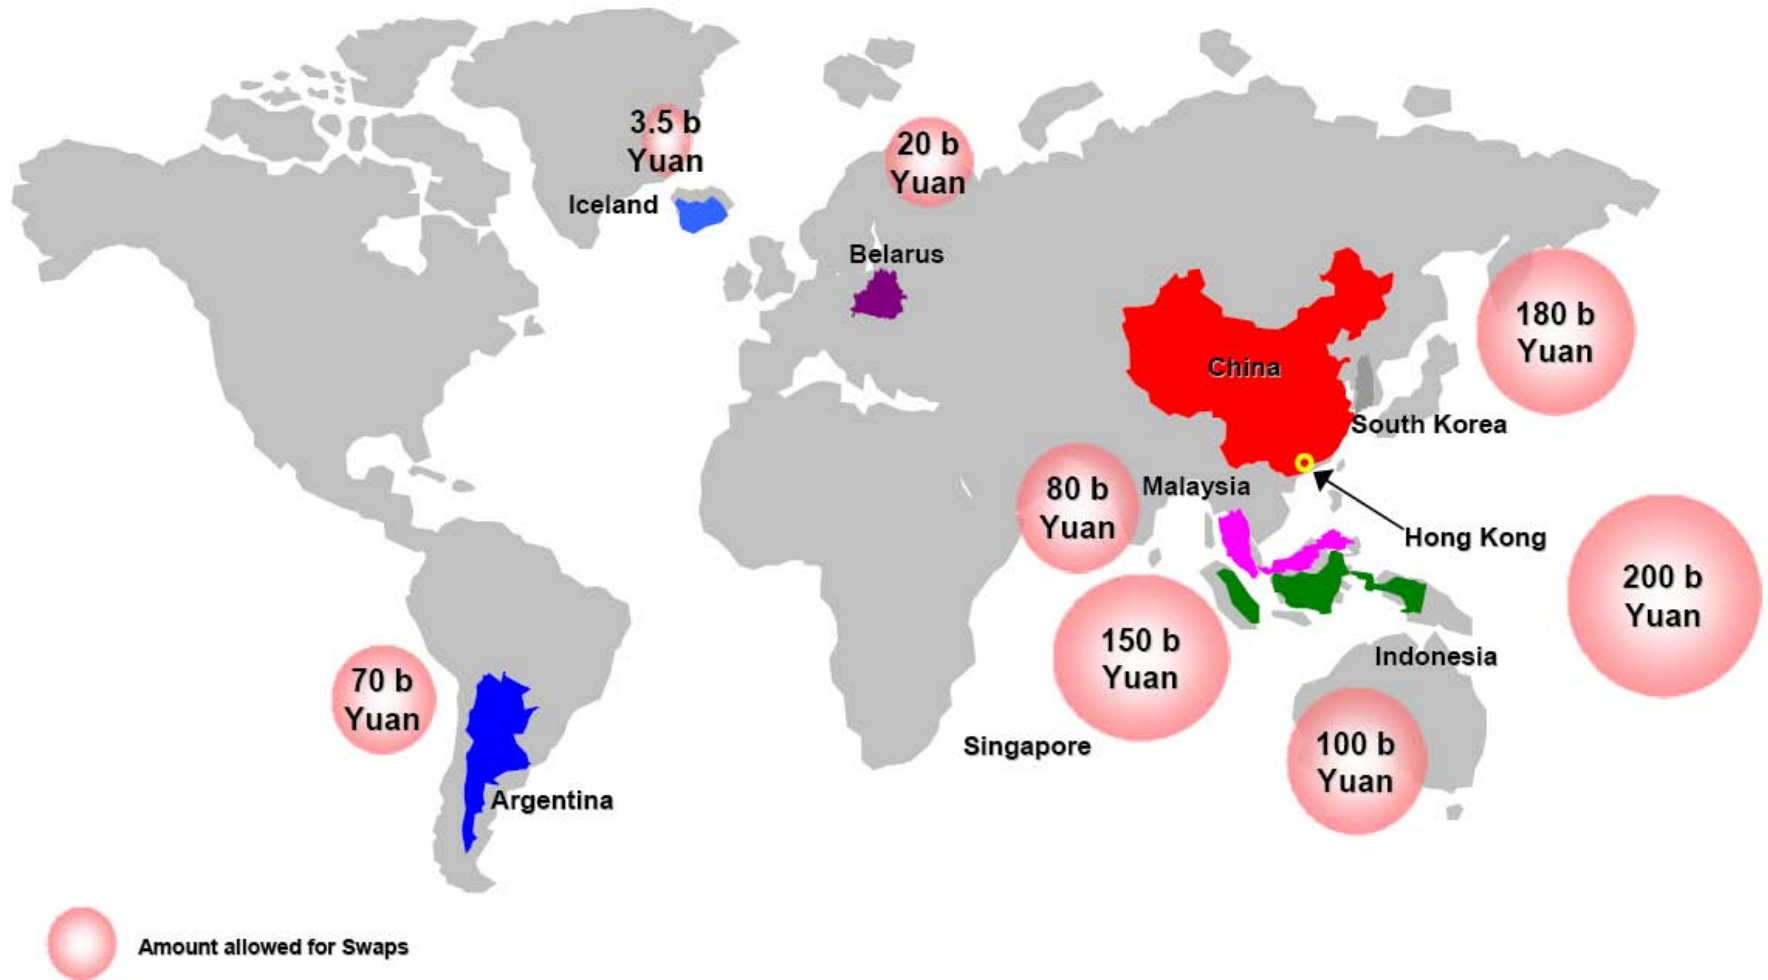 3.5 b
Yuan
20 b
Yuan
Iceland
Belarus
180 b
Yuan
China
South Korea
80 b
Yuan
Malaysia
Hong Kong
200 b
Yuan
150 b
Yuan
Indonesia
70 b
Yuan
Singapore
100 b
Yuan
Argentina
Amount allowed for Swaps